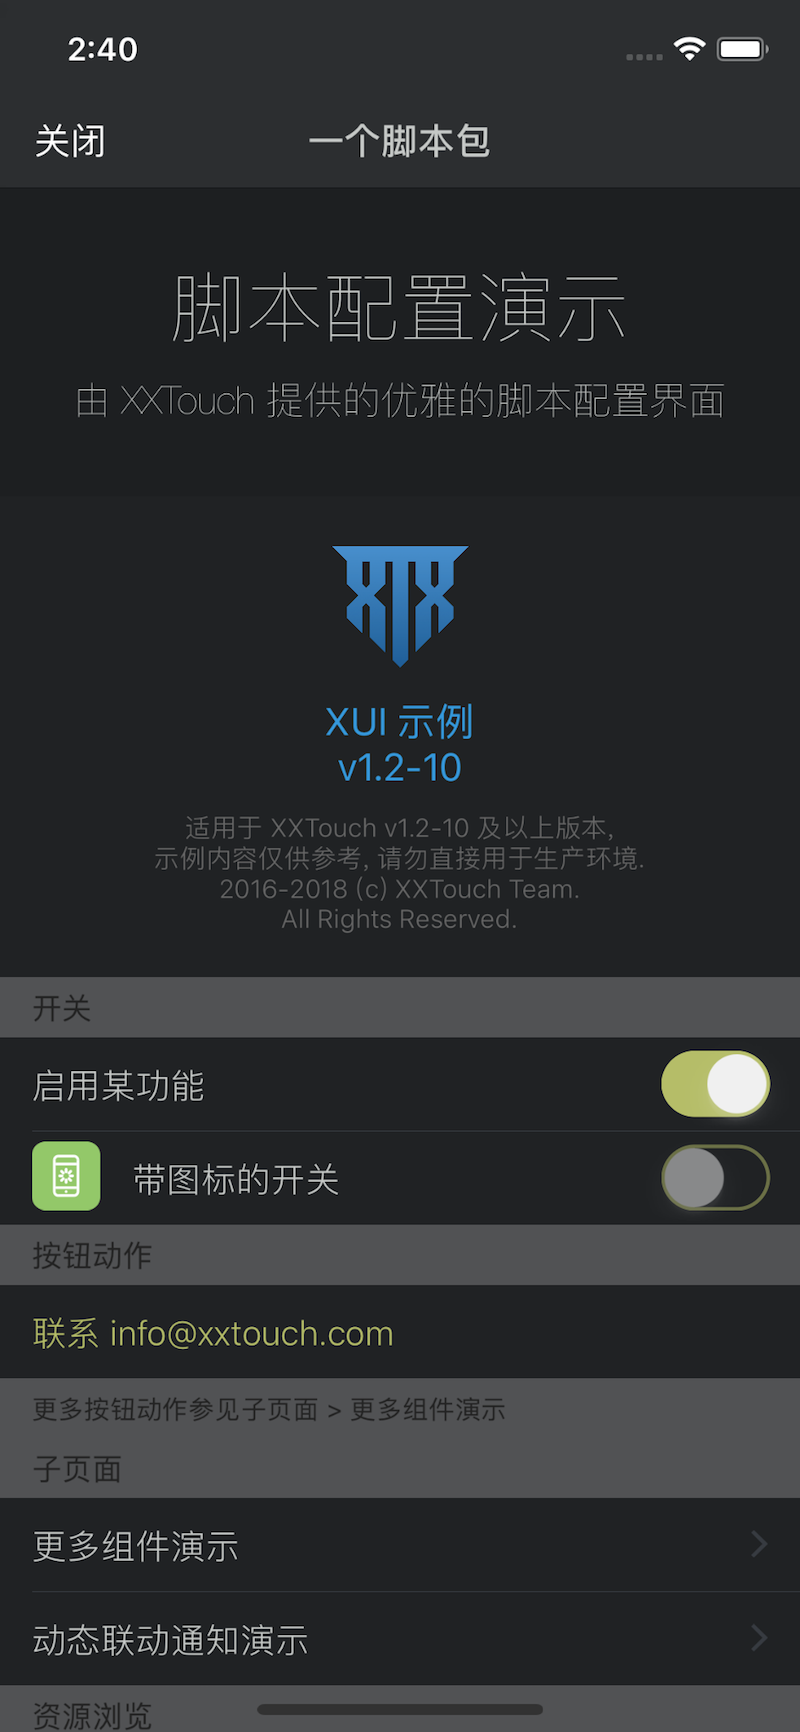 2:40
关闭
一个脚本包
脚本配置演示
由 XXTouch 提供的优雅的脚本配置界面
XTX
XUI 示例
v1.2-10
适用于 XXTouch v1.2-10 及以上版本,
示例内容仅供参考, 请勿直接用于生产环境.
2016-2018 (c) XXTouch Team.
All Rights Reserved.
开关
启用某功能
带图标的开关
按钮动作
联系 info@xxtouch.com
更多按钮动作参见子页面 > 更多组件演示
子页面
更多组件演示
动态联动通知演示
资源浏览